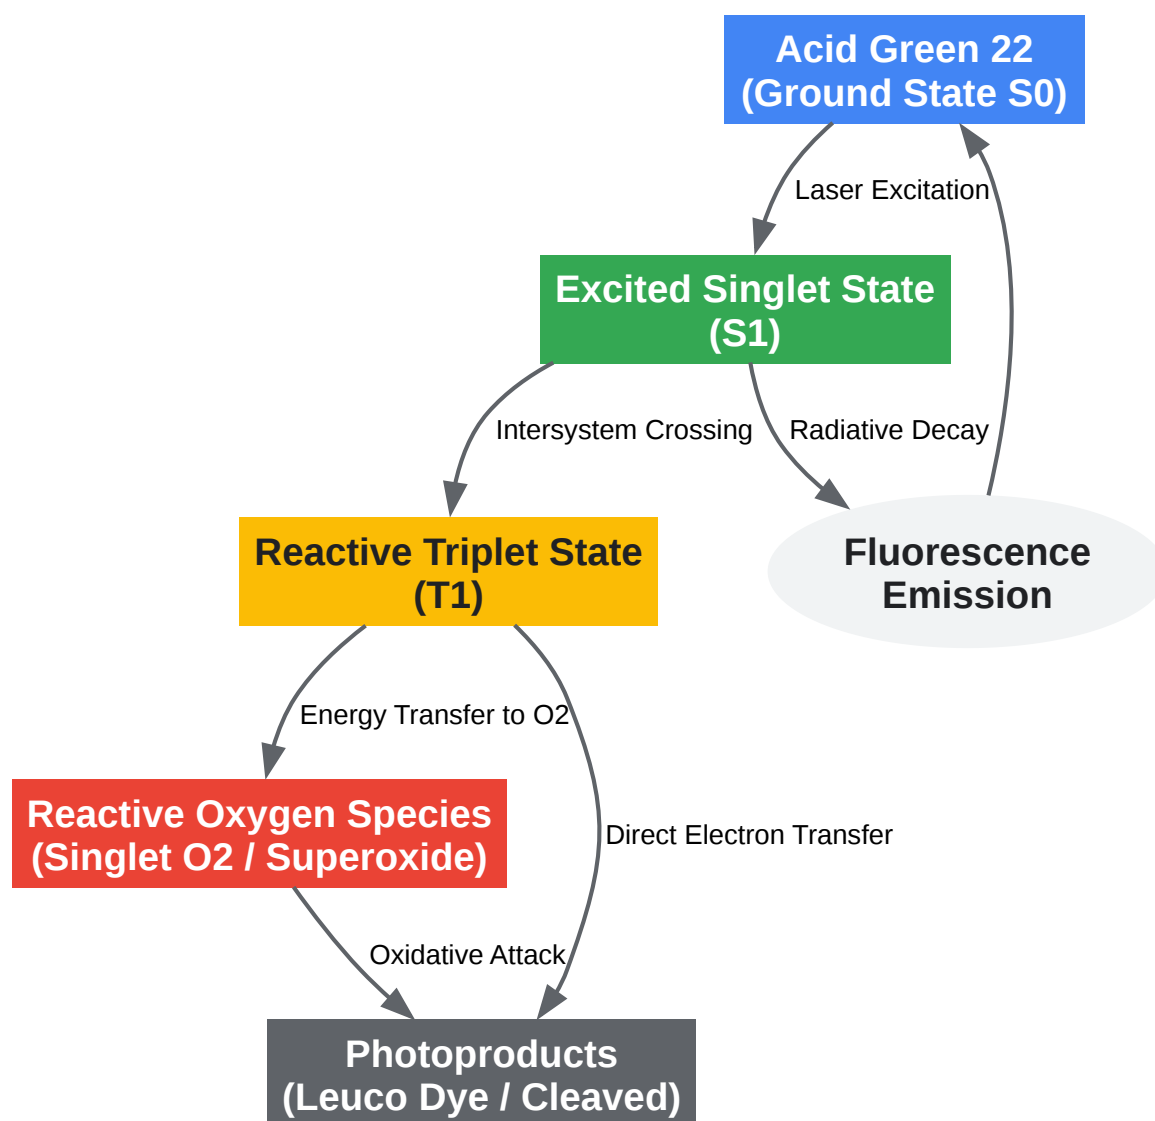 Acid Green 22
(Ground State S0)
Laser Excitation
Excited Singlet State
(S1)
Intersystem Crossing
Radiative Decay
Reactive Triplet State
(T1)
Fluorescence
Emission
Energy Transfer to O2
Reactive Oxygen Species
(Singlet O2 / Superoxide)
Direct Electron Transfer
Oxidative Attack
Photoproducts
(Leuco Dye / Cleaved)